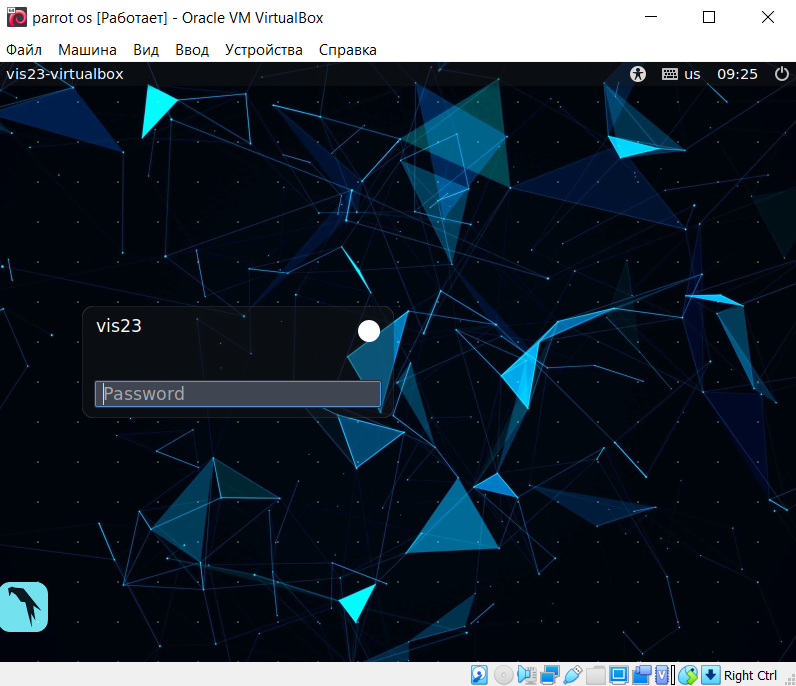 parrot os [Работает] - Oracle VM VirtualBox
Файл Машина Вид Ввод Устройства Справка
vis23-virtualbox us 09:25
vis23
Password
Right Ctrl